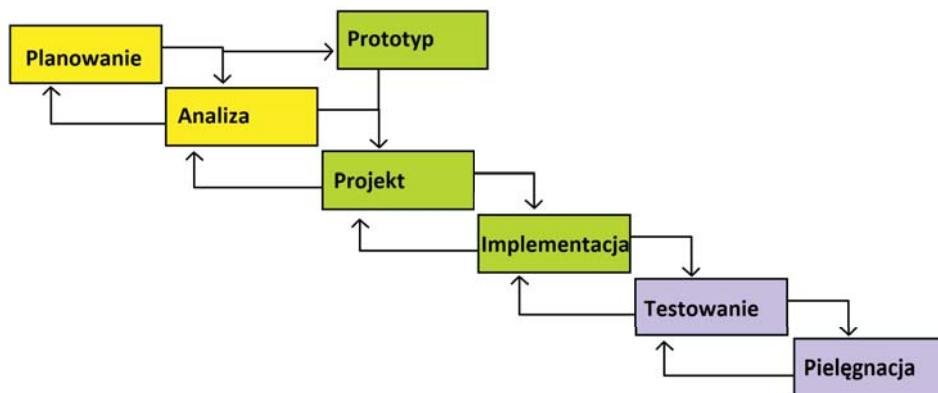 Prototyp
Planowanie
Analiza
Projekt
Implementacja
Testowanie
Pielęgnacja